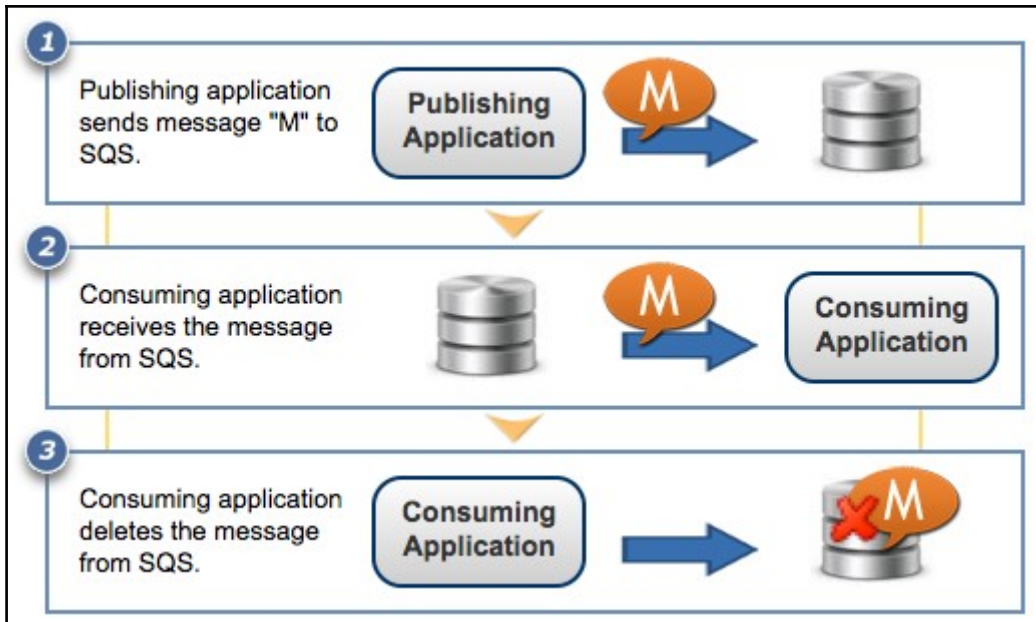 1
Publishing application
sends message "M" to
SQS.
Publishing
Application
M
2
Consuming application
receives the message
from SQS.
M
Consuming
Application
3
Consuming application
deletes the message
from SQS.
Consuming
Application
M